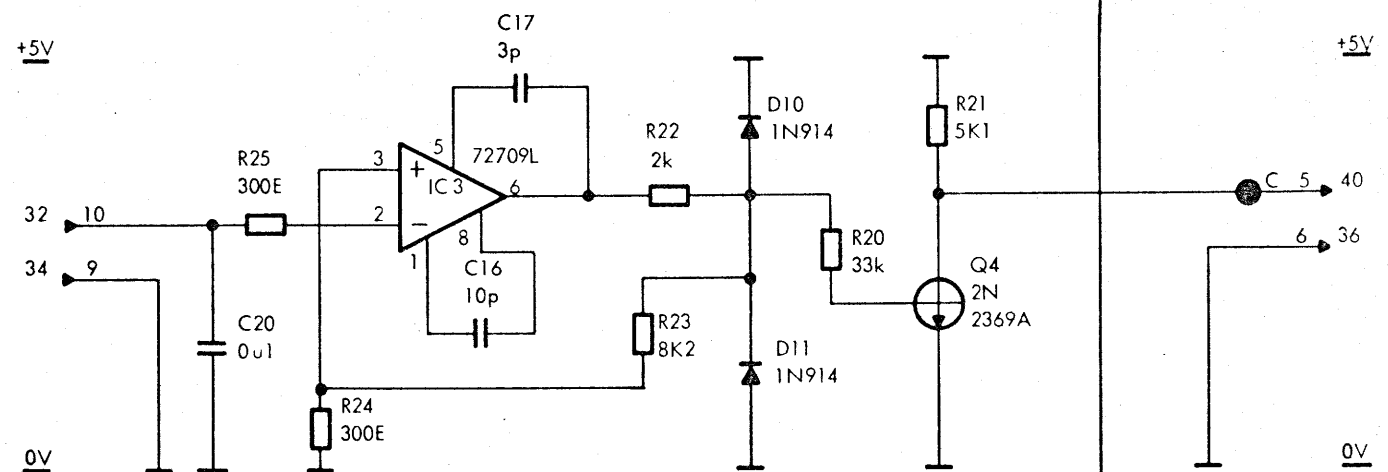 +5V
C17
3p
+5V
D10
1N914
R21
5K1
R22
2k
5
72709L
R25
300E
3
+
IC 3
6
C 5 40
32 10
2
−
8
1
R20
33k
6 36
34 9
C16
10p
Q4
2N
2369A
C20
0u1
R23
8K2
D11
1N914
R24
300E
0V
0V